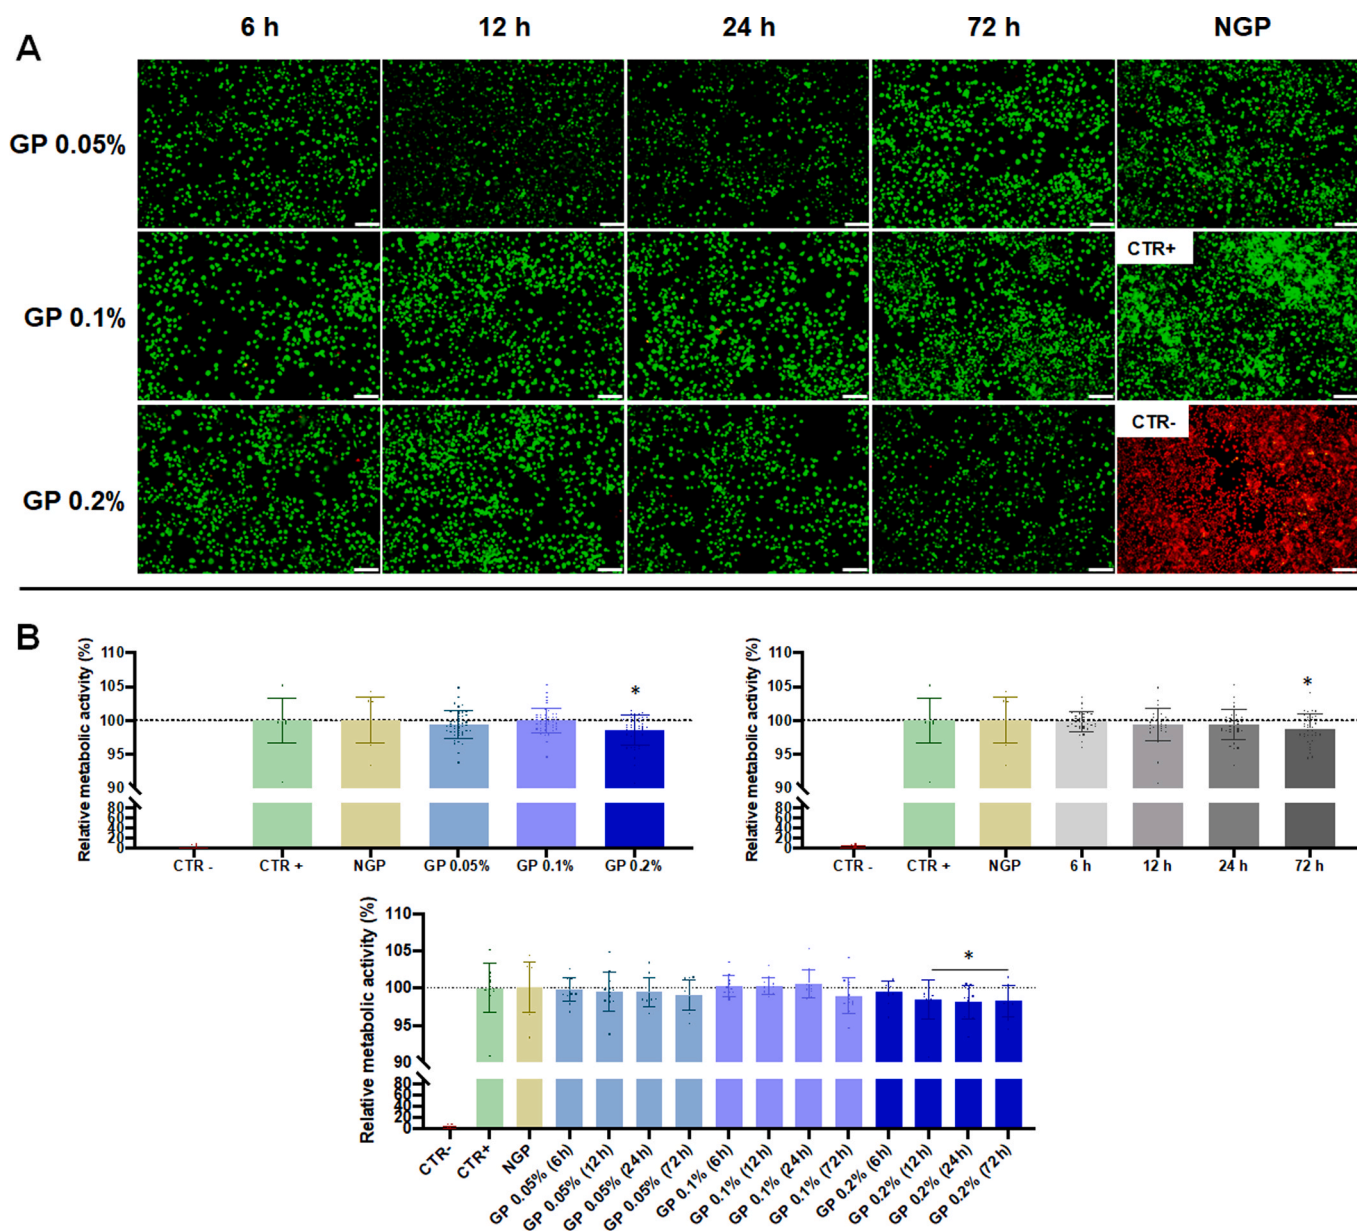 A
6 h 12 h 24 h 72 h NGP
GP 0.05%
GP 0.1%
CTR+
GP 0.2%
CTR-
B
Relative metabolic activity (%)
110
105
100
95
90
80
60
40
20
0
*
CTR - CTR + NGP GP 0.05% GP 0.1% GP 0.2%
Relative metabolic activity (%)
110
105
100
95
90
80
60
40
20
0
*
CTR - CTR + NGP 6 h 12 h 24 h 72 h
Relative metabolic activity (%)
110
105
100
95
90
80
60
40
20
0
*
CTR-
CTR+
NGP
GP 0.05% (6h)
GP 0.05% (12h)
GP 0.05% (24h)
GP 0.05% (72h)
GP 0.1% (6h)
GP 0.1% (12h)
GP 0.1% (24h)
GP 0.1% (72h)
GP 0.2% (6h)
GP 0.2% (12h)
GP 0.2% (24h)
GP 0.2% (72h)